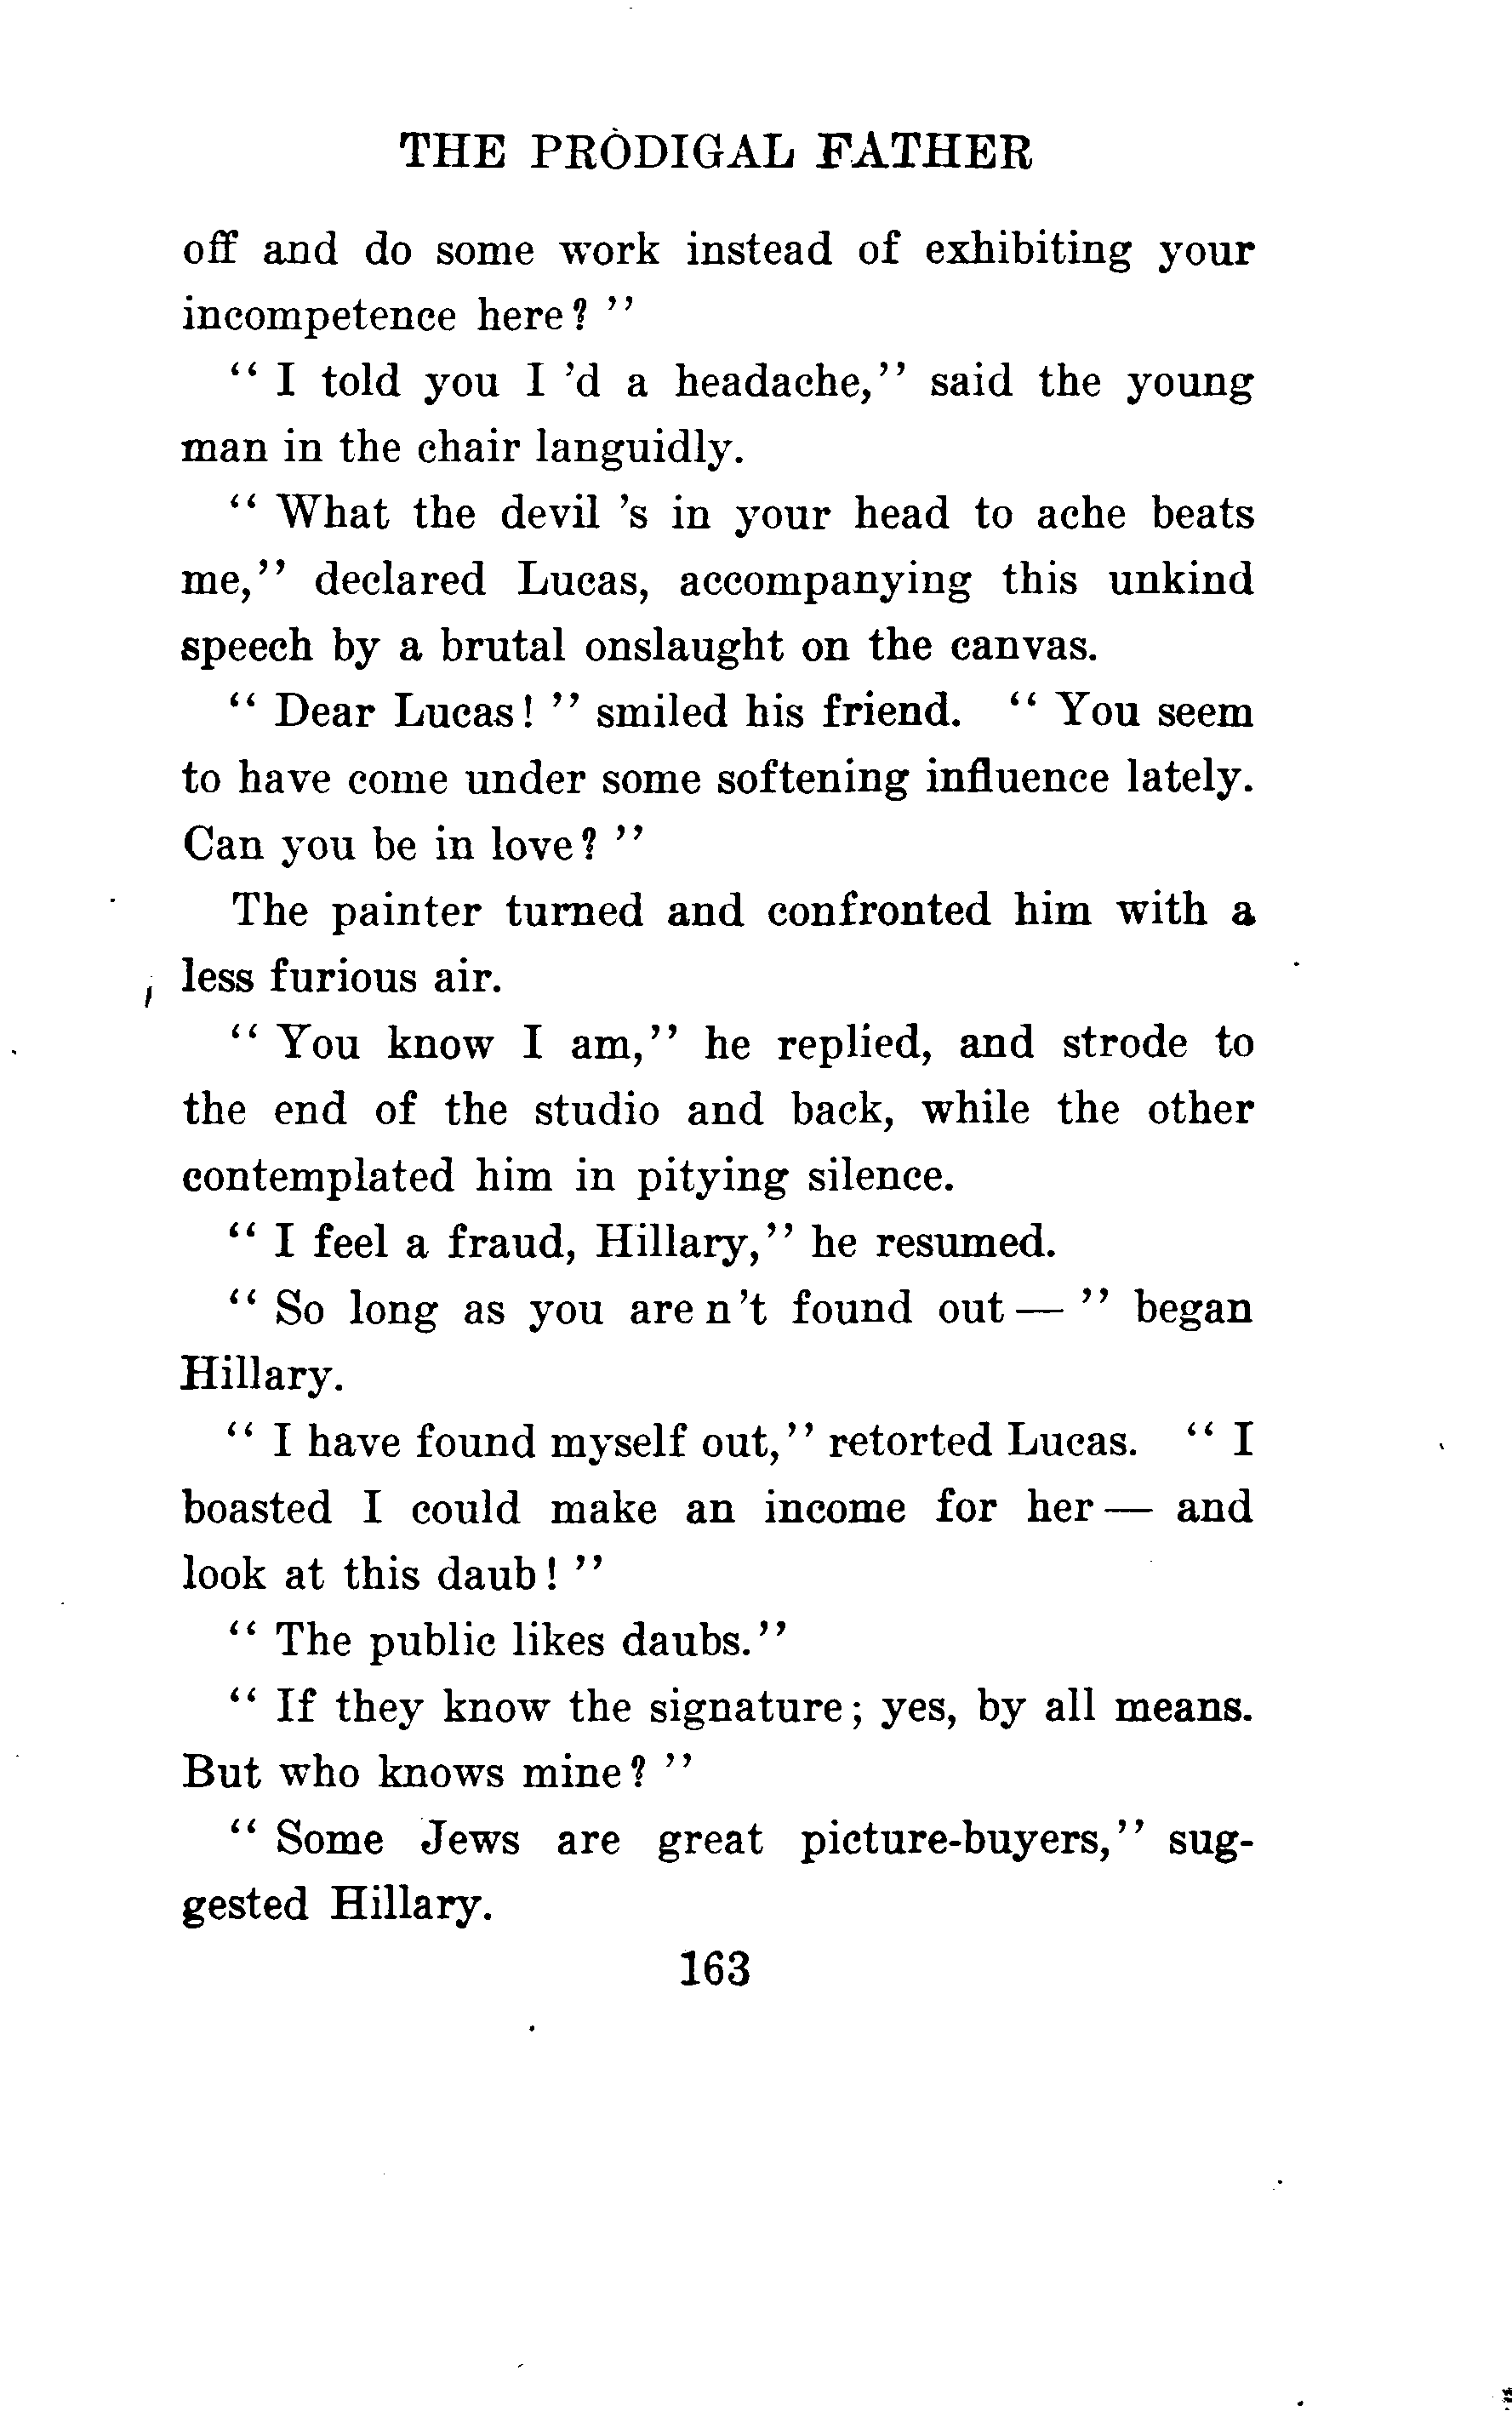 THE PRODIGAL FATHER
off and do some work instead of exhibiting your
incompetence here? "
" I told you I 'd a headache," said the young
man in the chair languidly.
" What the devil 's in your head to ache beats
me," declared Lucas, accompanying this unkind
speech by a brutal onslaught on the canvas.
" Dear Lucas! " smiled his friend. " You seem
to have come under some softening influence lately.
Can you be in love? "
The painter turned and confronted him with a
less furious air.
" You know I am," he replied, and strode to
the end of the studio and back, while the other
contemplated him in pitying silence.
" I feel a fraud, Hillary," he resumed.
" So long as you are n't found out — " began
Hillary.
" I have found myself out," retorted Lucas. " I
boasted I could make an income for her — and
look at this daub! "
" The public likes daubs."
" If they know the signature; yes, by all means.
But who knows mine? "
" Some Jews are great picture-buyers," sug-
gested Hillary.
163